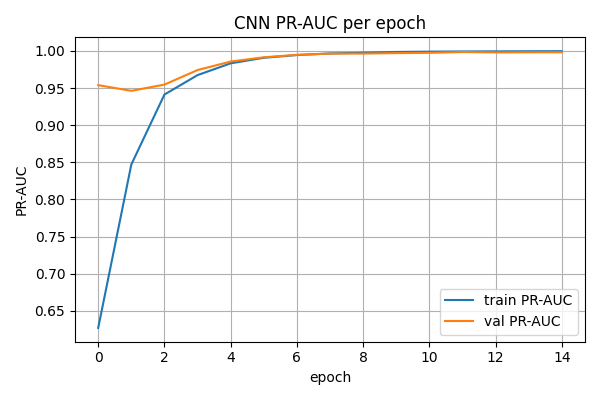 CNN PR-AUC per epoch
PR-AUC
1.00
0.95
0.90
0.85
0.80
0.75
0.70
0.65
train PR-AUC
val PR-AUC
0 2 4 6 8 10 12 14
epoch